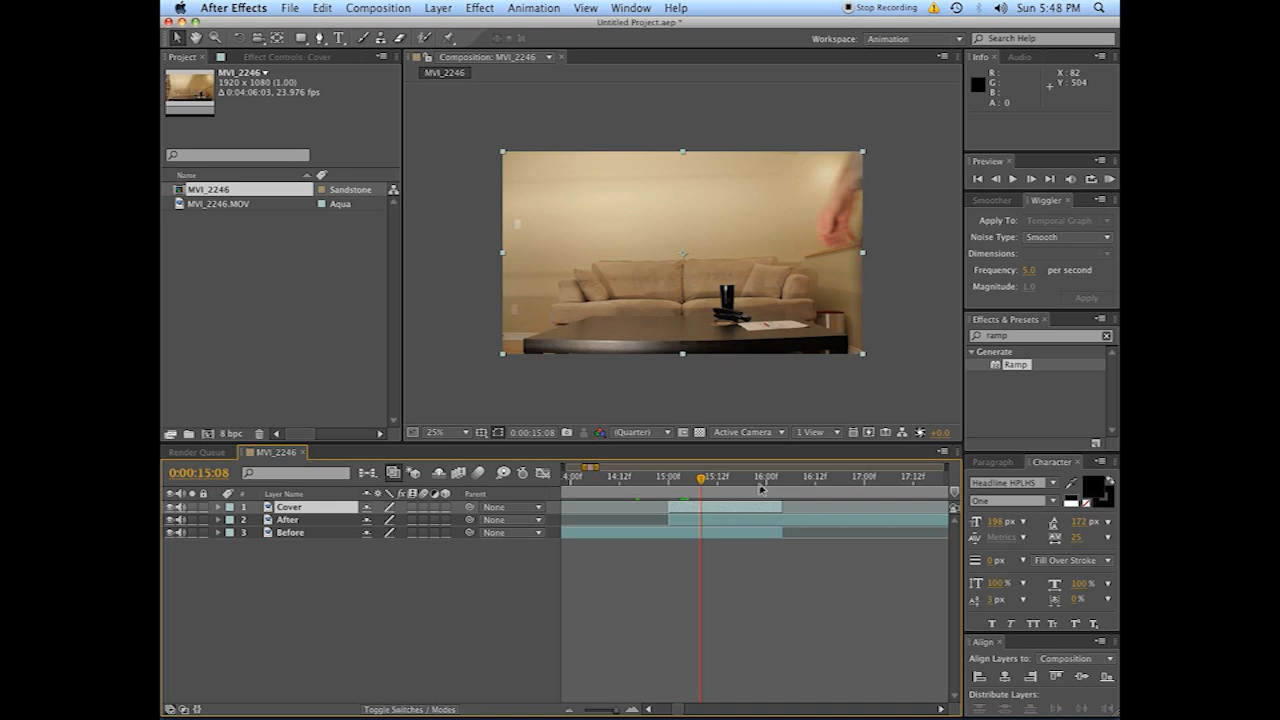 After Effects File Edit Composition Layer Effect Animation View Window Help Stop Recording Sun 5:48 PM
Untitled Project.aep *
Workspace: Animation Search Help
Project × Effect Controls: Cover Composition: MVI_2246 Info × Audio
MVI_2246
MVI_2246
1920 x 1080 (1.00)
Δ 0:04:06:03, 23.976 fps
R :
G :
B :
A : 0
X : 82
Y : 504
Preview ×
Name
MVI_2246 Sandstone
MVI_2246.MOV Aqua
Smoother Wiggler ×
Apply To: Temporal Graph
Noise Type: Smooth
Dimensions:
Frequency: 5.0 per second
Magnitude: 1.0
Apply
Effects & Presets ×
ramp
Generate
Ramp
8 bpc 25% 0:00:15:08 (Quarter) Active Camera 1 View +0.0
Render Queue MVI_2246 ×
0:00:15:08
4:00f 14:12f 15:00f 15:12f 16:00f 16:12f 17:00f 17:12f
# Layer Name Parent
1 Cover None
2 After None
3 Before None
Paragraph Character ×
Headline HPLHS
One
198 px 172 px
Metrics 25
0 px Fill Over Stroke
100 % 100 %
3 px 0 %
T T TT Tr T' T,
Align ×
Align Layers to: Composition
Distribute Layers:
Toggle Switches / Modes